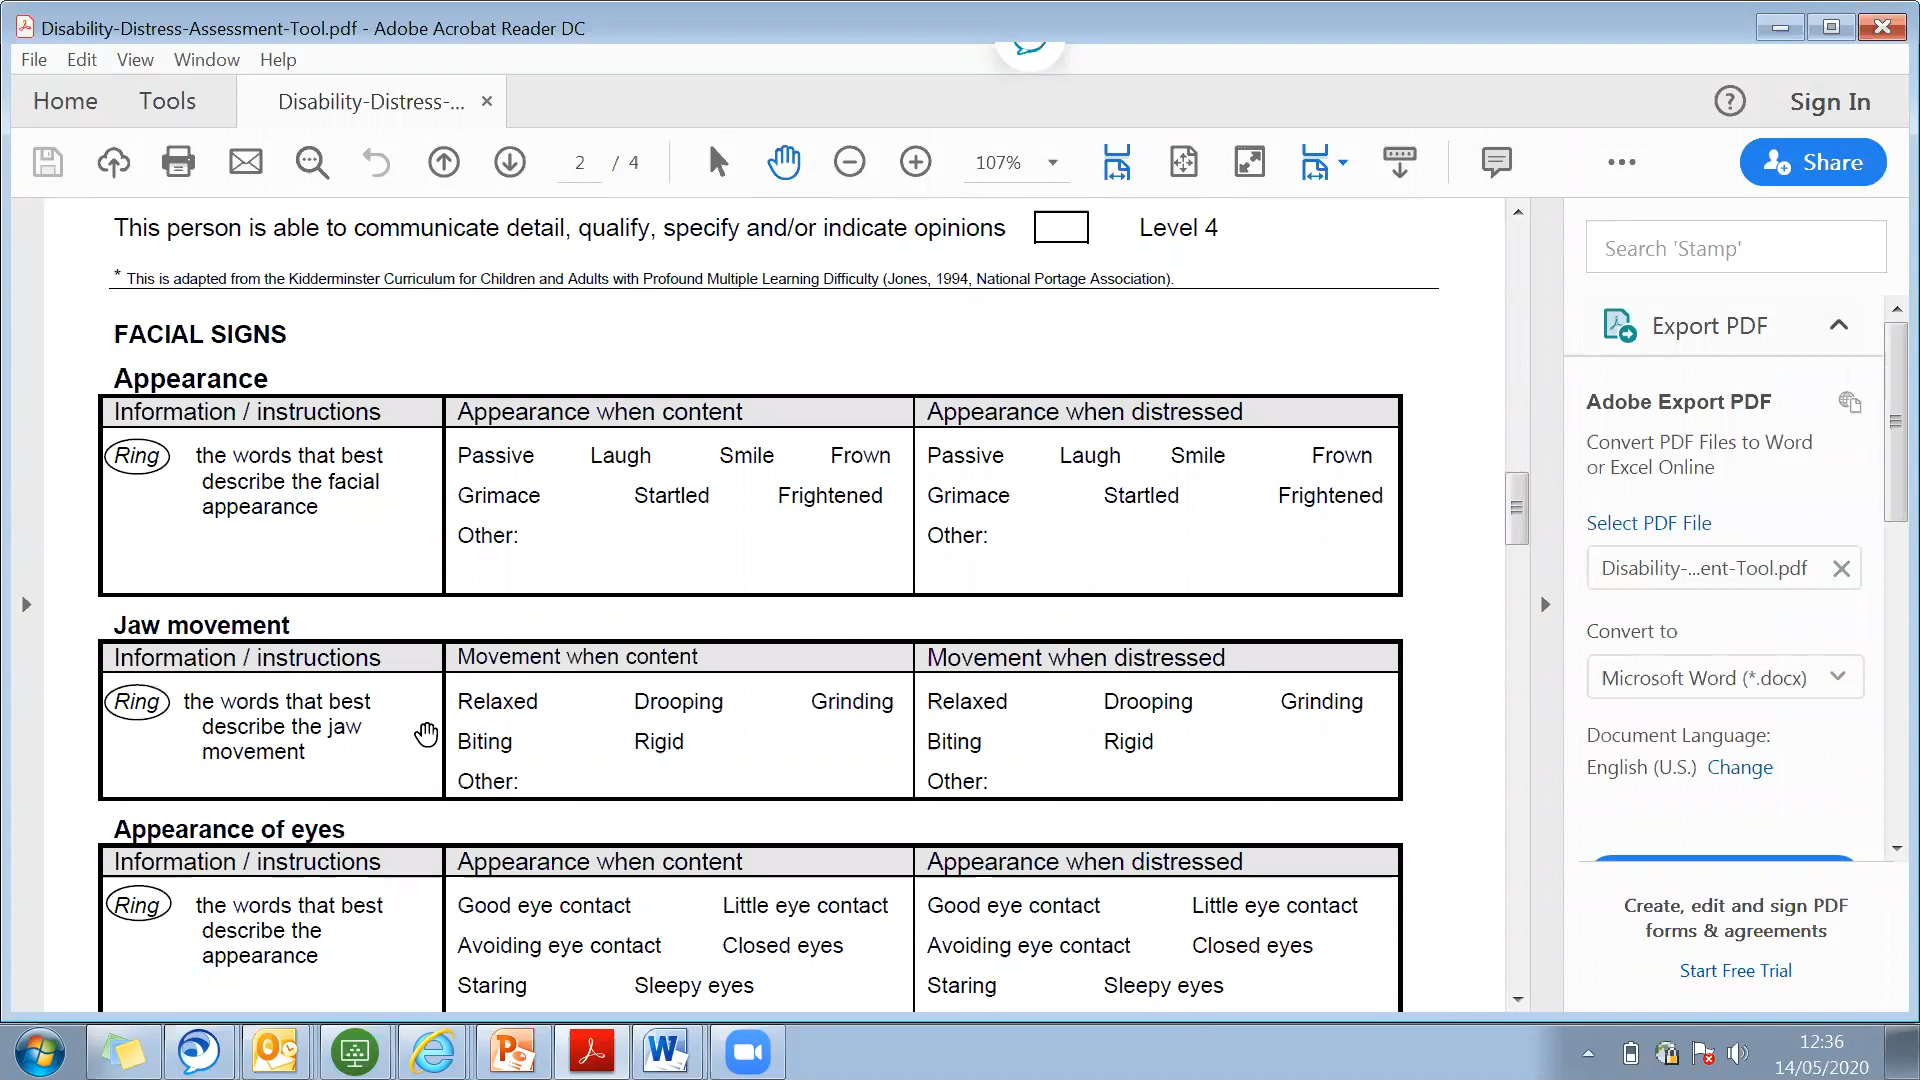 Disability-Distress-Assessment-Tool.pdf - Adobe Acrobat Reader DC
File Edit View Window Help
Home Tools Disability-Distress-... × Sign In
2 / 4 107% Share
This person is able to communicate detail, qualify, specify and/or indicate opinions Level 4
* This is adapted from the Kidderminster Curriculum for Children and Adults with Profound Multiple Learning Difficulty (Jones, 1994, National Portage Association).
FACIAL SIGNS
Appearance
Information / instructions Appearance when content Appearance when distressed
Ring the words that best Passive Laugh Smile Frown Passive Laugh Smile Frown
describe the facial
Grimace Startled Frightened Grimace Startled Frightened
appearance
Other: Other:
Jaw movement
Information / instructions Movement when content Movement when distressed
Ring the words that best Relaxed Drooping Grinding Relaxed Drooping Grinding
describe the jaw
Biting Rigid Biting Rigid
movement
Other: Other:
Appearance of eyes
Information / instructions Appearance when content Appearance when distressed
Ring the words that best Good eye contact Little eye contact Good eye contact Little eye contact
describe the
Avoiding eye contact Closed eyes Avoiding eye contact Closed eyes
appearance
Staring Sleepy eyes Staring Sleepy eyes
Search 'Stamp'
Export PDF
Adobe Export PDF
Convert PDF Files to Word
or Excel Online
Select PDF File
Disability-...ent-Tool.pdf
Convert to
Microsoft Word (*.docx)
Document Language:
English (U.S.) Change
Create, edit and sign PDF
forms & agreements
Start Free Trial
12:36
14/05/2020